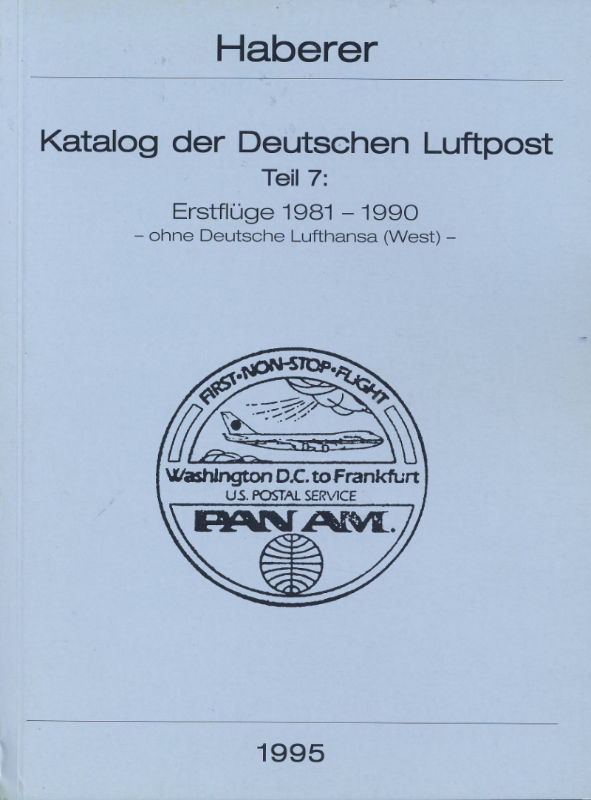 Haberer
Katalog der Deutschen Luftpost
Teil 7:
Erstflüge 1981 – 1990
– ohne Deutsche Lufthansa (West) –
FIRST•NON-STOP•FLIGHT
Washington D.C. to Frankfurt
U.S. POSTAL SERVICE
PAN AM.
1995